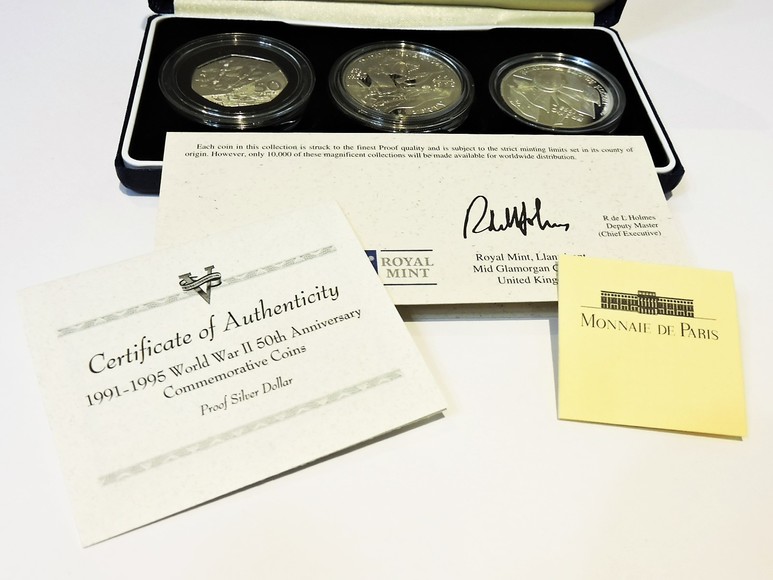 Each coin in this collection is struck to the finest Proof quality and is subject to the strict minting limits set in its county of
origin. However, only 10,000 of these magnificent collections will be made available for worldwide distribution.
R de L Holmes
Deputy Master
(Chief Executive)
ROYAL
MINT
Royal Mint,
Mid Glamorgan
United
V
Certificate of Authenticity
1991-1995 World War II 50th Anniversary
Commemorative Coins
Proof Silver Dollar
MONNAIE DE PARIS